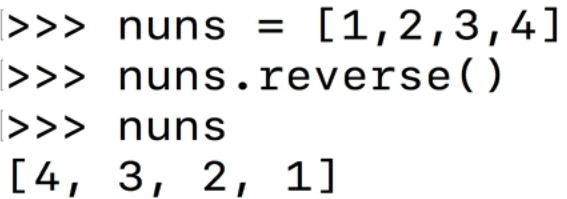 >>> nuns = [1,2,3,4]
>>> nuns.reverse()
>>> nuns
[4, 3, 2, 1]